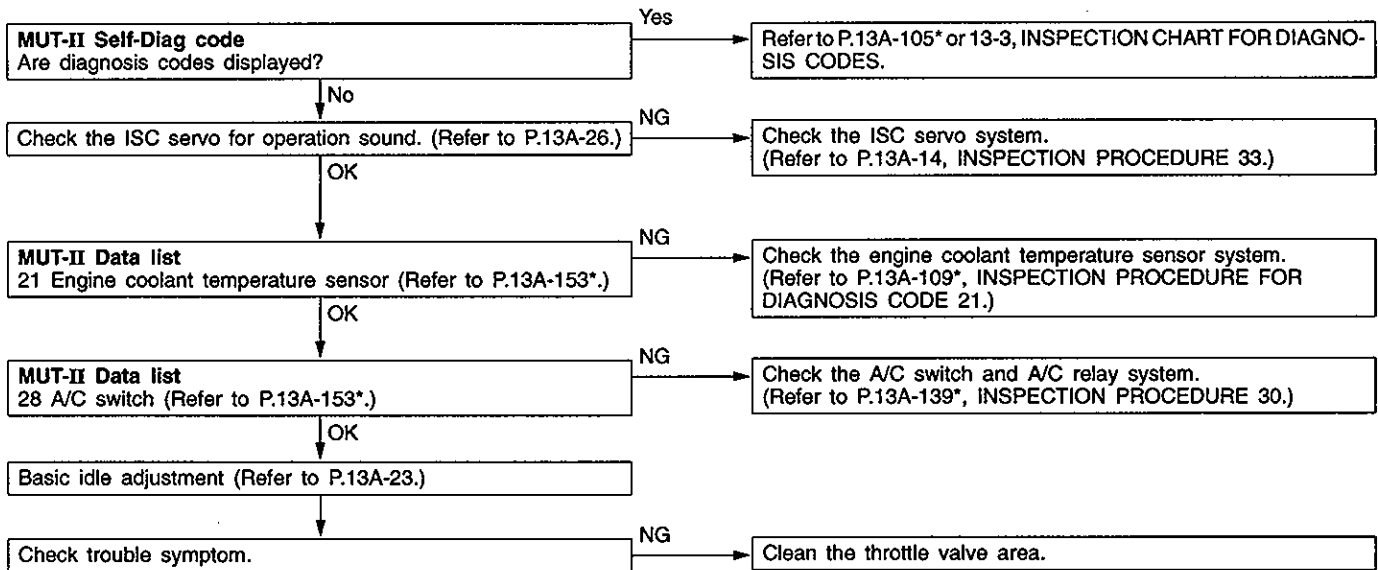 MUT-II Self-Diag code
Are diagnosis codes displayed?
Yes
Refer to P.13A-105* or 13-3, INSPECTION CHART FOR DIAGNO-
SIS CODES.
No
Check the ISC servo for operation sound. (Refer to P.13A-26.)
NG
Check the ISC servo system.
(Refer to P.13A-14, INSPECTION PROCEDURE 33.)
OK
MUT-II Data list
21 Engine coolant temperature sensor (Refer to P.13A-153*.)
NG
Check the engine coolant temperature sensor system.
(Refer to P.13A-109*, INSPECTION PROCEDURE FOR
DIAGNOSIS CODE 21.)
OK
MUT-II Data list
28 A/C switch (Refer to P.13A-153*.)
NG
Check the A/C switch and A/C relay system.
(Refer to P.13A-139*, INSPECTION PROCEDURE 30.)
OK
Basic idle adjustment (Refer to P.13A-23.)
Check trouble symptom.
NG
Clean the throttle valve area.